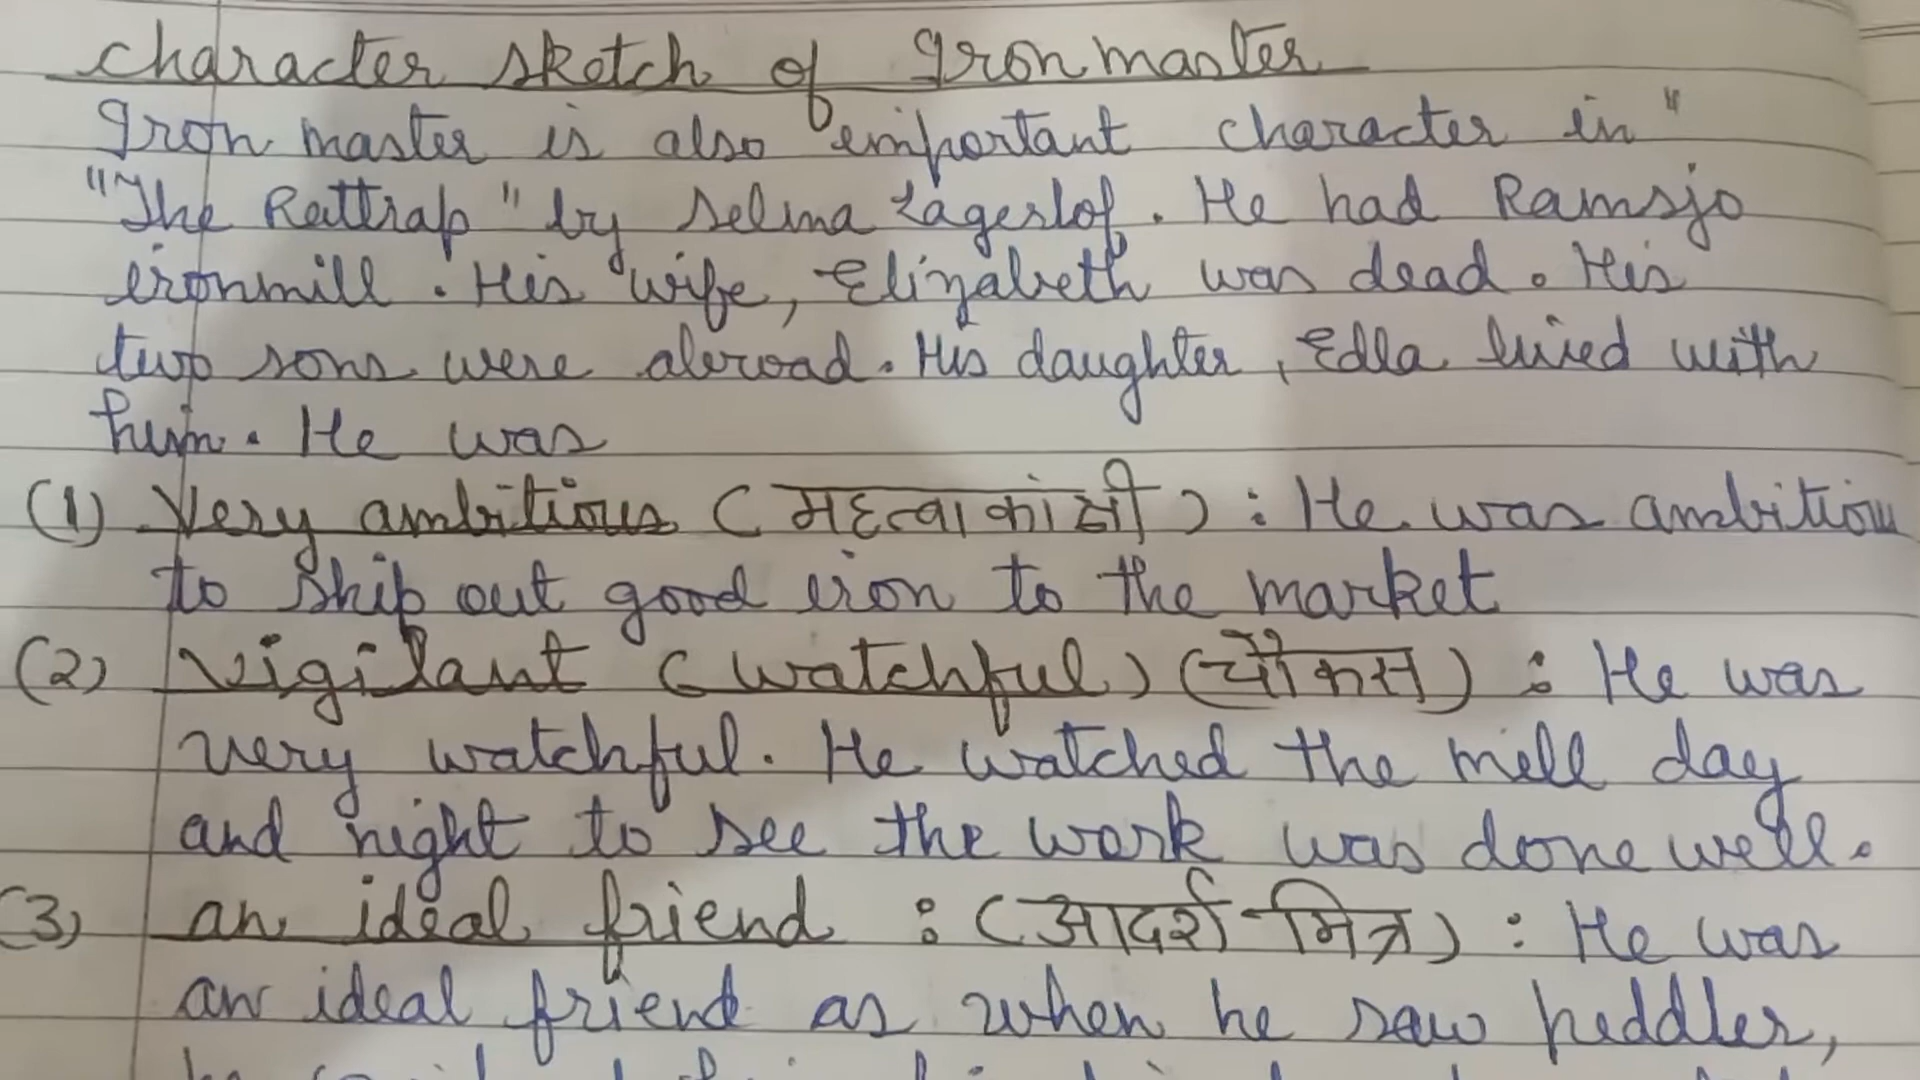 character sketch of Ironmaster
Iron master is also important character in "
"The Rattrap" by Selma Lagerlof. He had Ramsjo
ironmill. His wife, Elizabeth was dead. His
two sons were abroad. His daughter, Edla lived with
him. He was
(1) Very ambitious (महत्वाकांक्षी) : He was ambitiou
to ship out good iron to the market
(2) Vigilant (watchful) (चौकस) : He was
very watchful. He watched the mill day
and night to see the work was done well.
(3) an ideal friend : (आदर्श मित्र) : He was
an ideal friend as when he saw peddler,